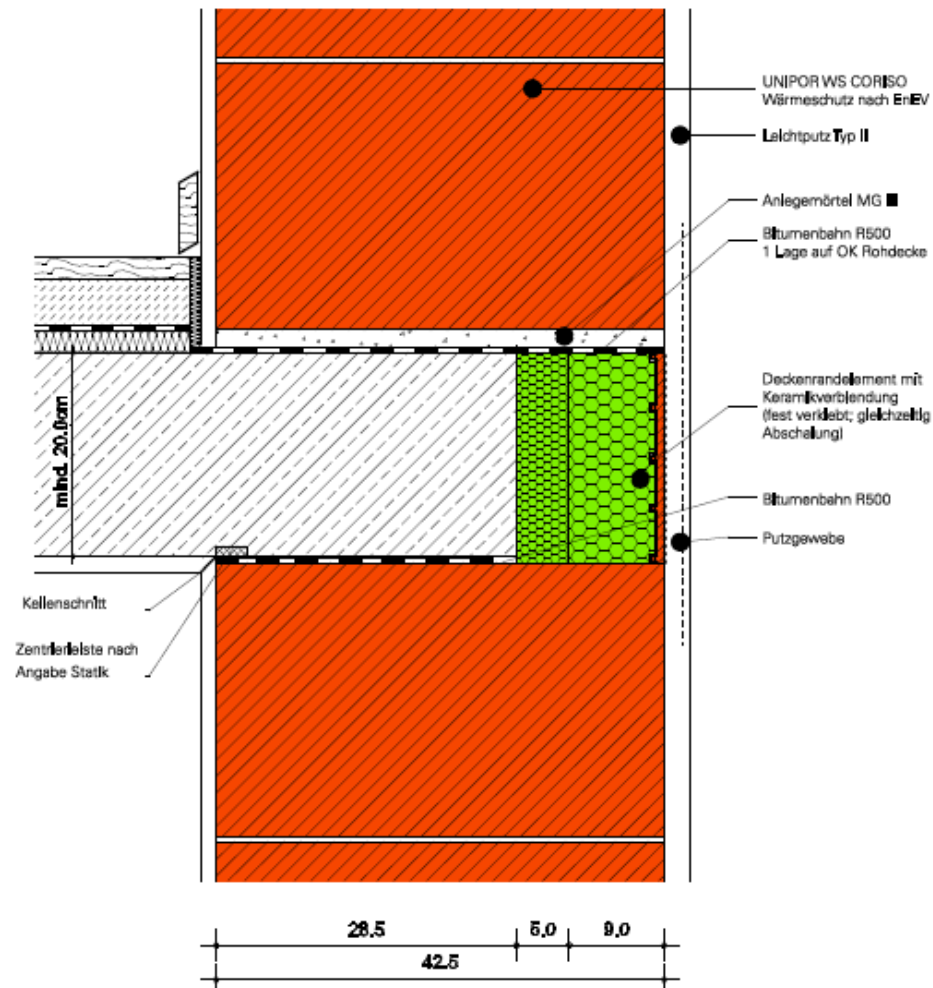 UNIPOR WS CORISO
Wärmeschutz nach EnEV
Leichtputz Typ II
Anlegemörtel MG III
Bitumenbahn R500
1 Lage auf OK Rohdecke
Deckenrandelement mit
Keramikverblendung
(fest verklebt; gleichzeitig
Abschalung)
mind. 20.0cm
Bitumenbahn R500
Putzgewebe
Kellenschnitt
Zentrierleiste nach
Angabe Statik
28.5
5.0
9.0
42.5